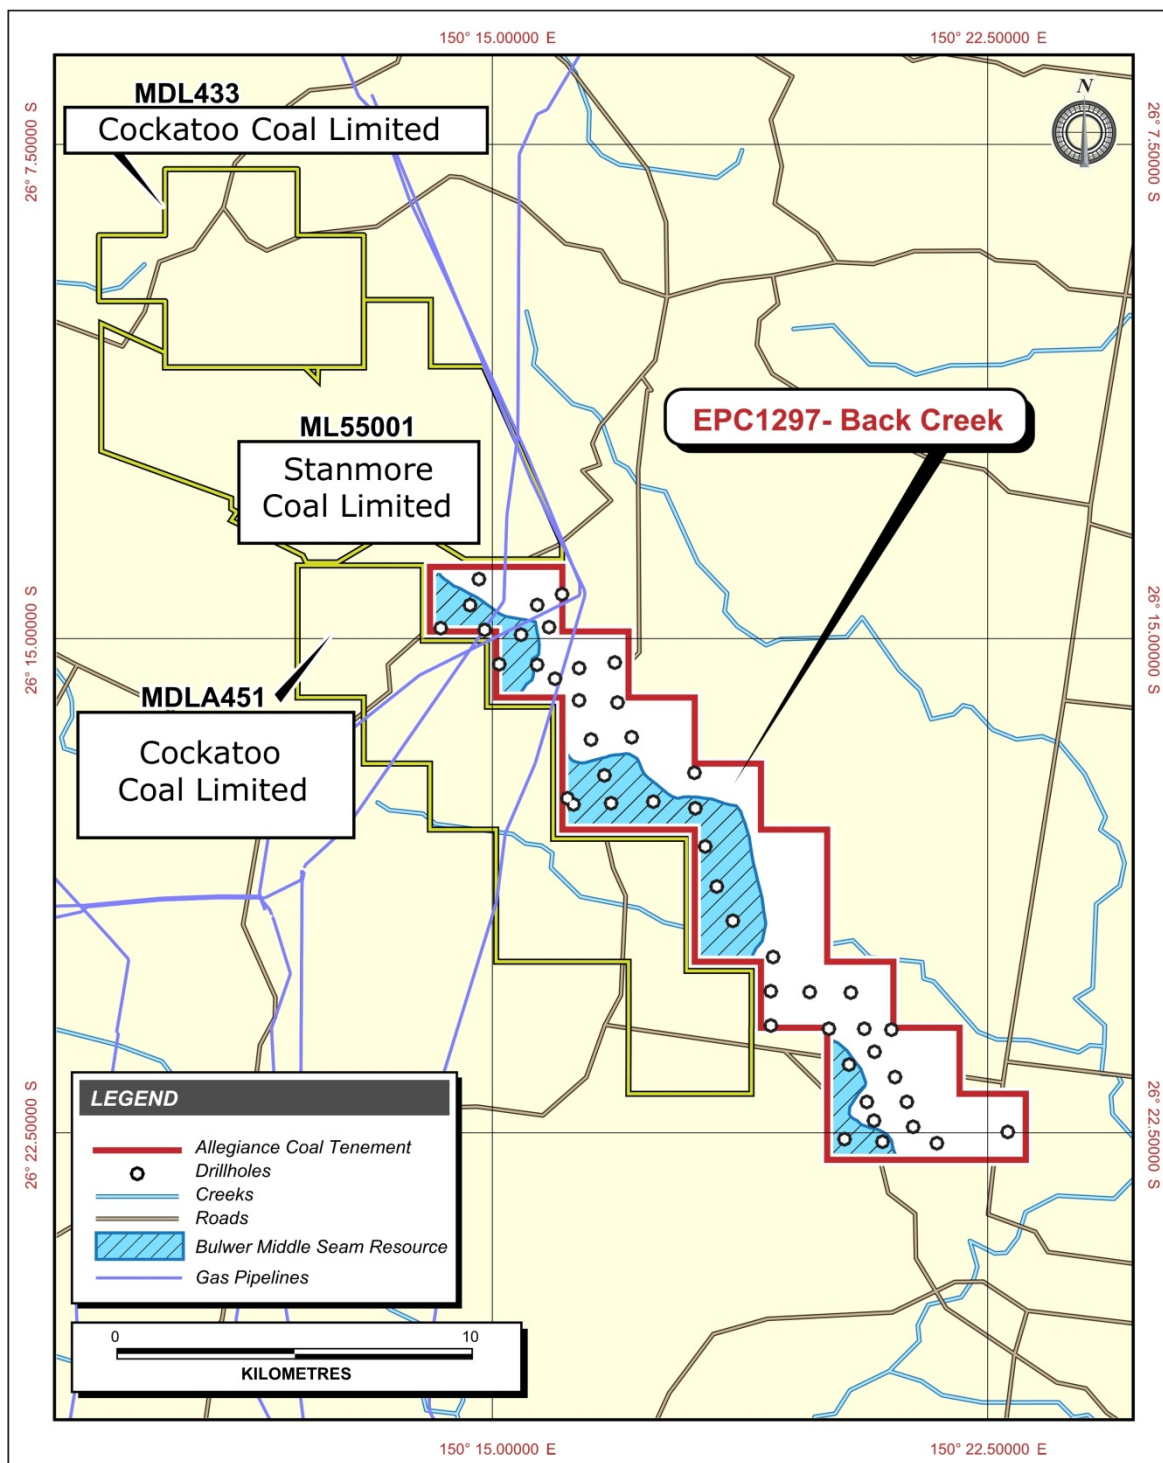 150° 15.00000 E
150° 22.50000 E
N
MDL433
Cockatoo Coal Limited
26° 7.50000 S
26° 7.50000 S
EPC1297- Back Creek
ML55001
Stanmore
Coal Limited
26° 15.00000 S
26° 15.00000 S
MDLA451
Cockatoo
Coal Limited
LEGEND
Allegiance Coal Tenement
Drillholes
Creeks
Roads
Bulwer Middle Seam Resource
Gas Pipelines
26° 22.50000 S
26° 22.50000 S
0
10
KILOMETRES
150° 15.00000 E
150° 22.50000 E